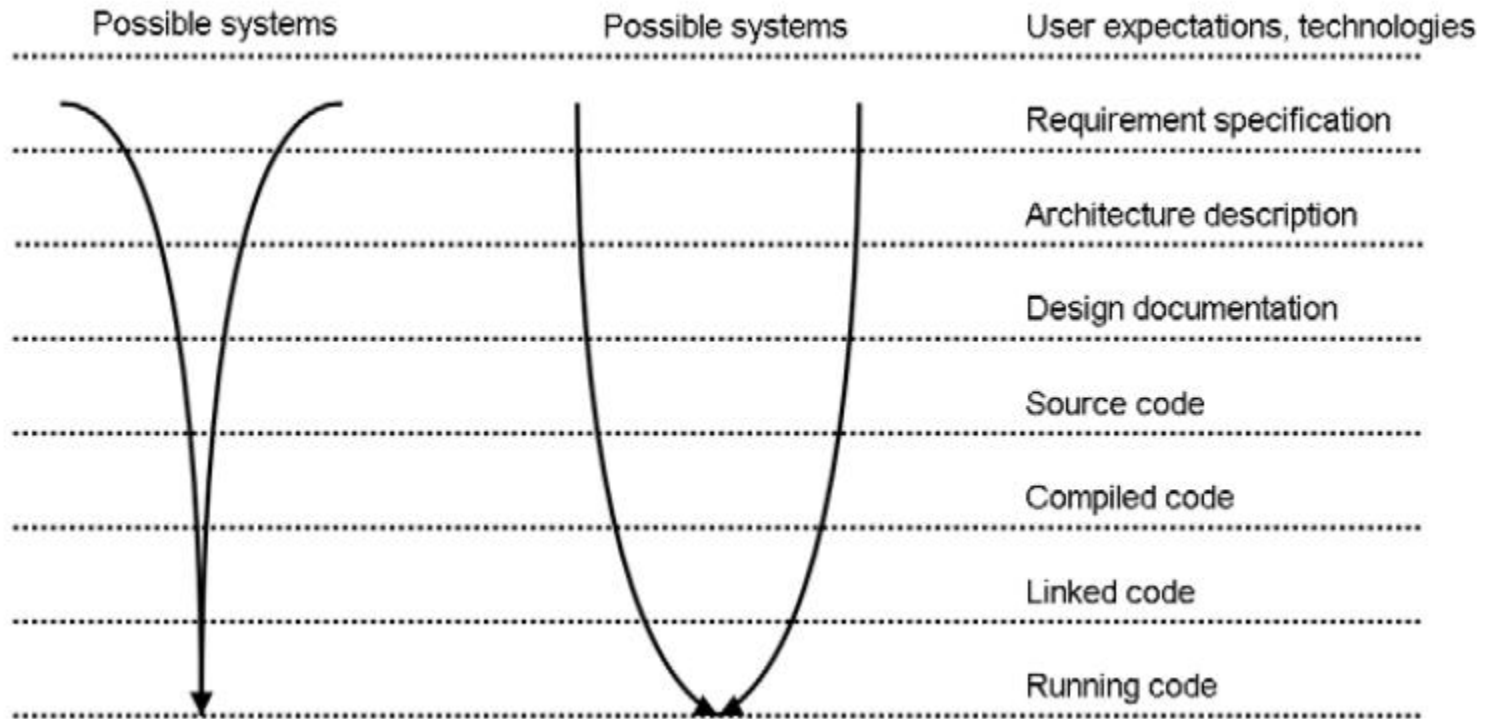 Possible systems
Possible systems
User expectations, technologies
Requirement specification
Architecture description
Design documentation
Source code
Compiled code
Linked code
Running code